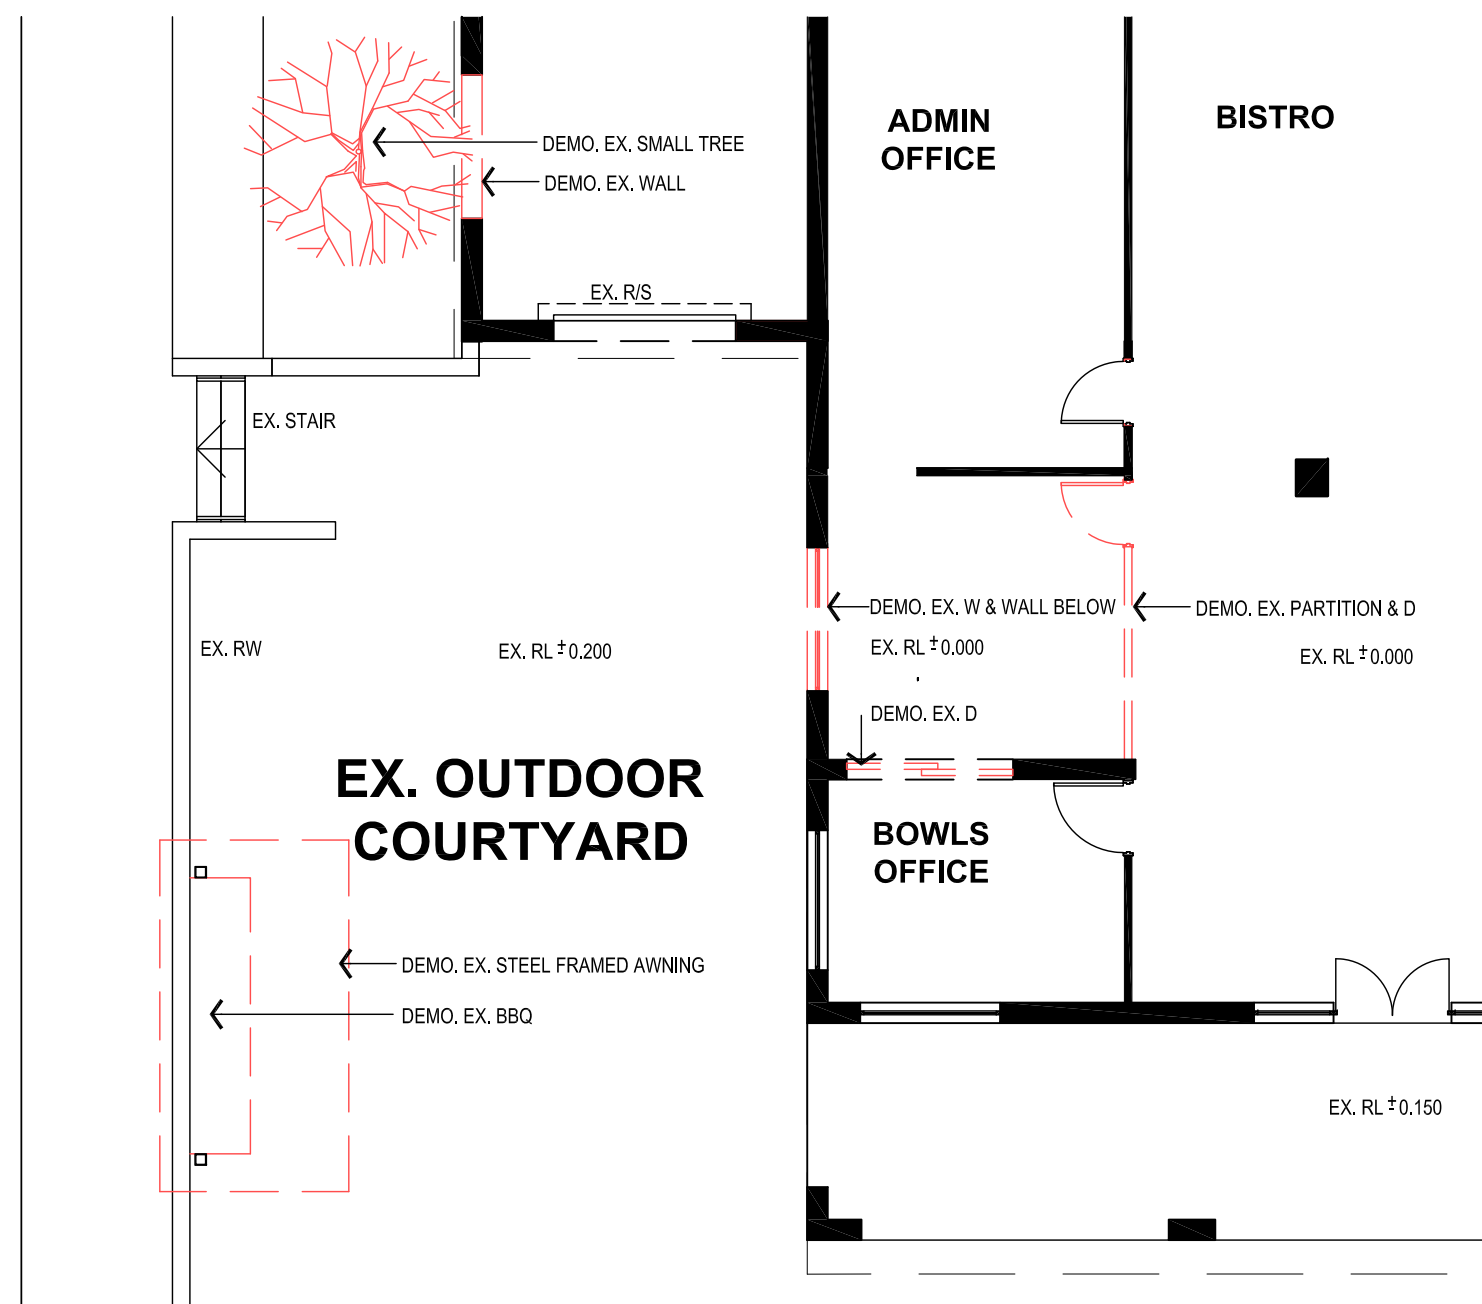 ADMIN
OFFICE
BISTRO
DEMO. EX. SMALL TREE
DEMO. EX. WALL
EX. R/S
EX. STAIR
DEMO. EX. W & WALL BELOW
DEMO. EX. PARTITION & D
EX. RW
EX. RL ±0.200
EX. RL ±0.000
EX. RL ±0.000
DEMO. EX. D
EX. OUTDOOR
COURTYARD
BOWLS
OFFICE
DEMO. EX. STEEL FRAMED AWNING
DEMO. EX. BBQ
EX. RL ±0.150